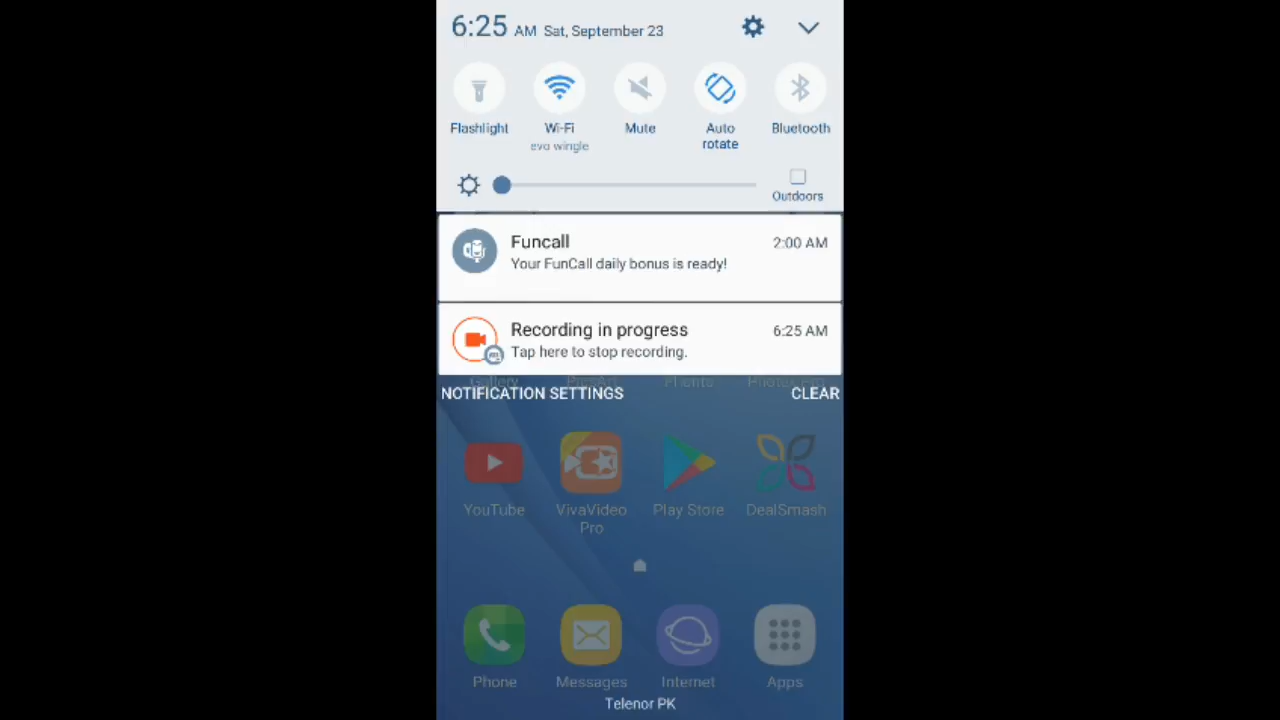 6:25 AM Sat, September 23
Flashlight
Wi-Fi
evo wingle
Mute
Auto
rotate
Bluetooth
Outdoors
Funcall
2:00 AM
Your FunCall daily bonus is ready!
Recording in progress
6:25 AM
Tap here to stop recording.
Gallery
NOTIFICATION SETTINGS
CLEAR
YouTube
VivaVideo
Pro
Play Store
DealSmash
Phone
Messages
Internet
Apps
Telenor PK